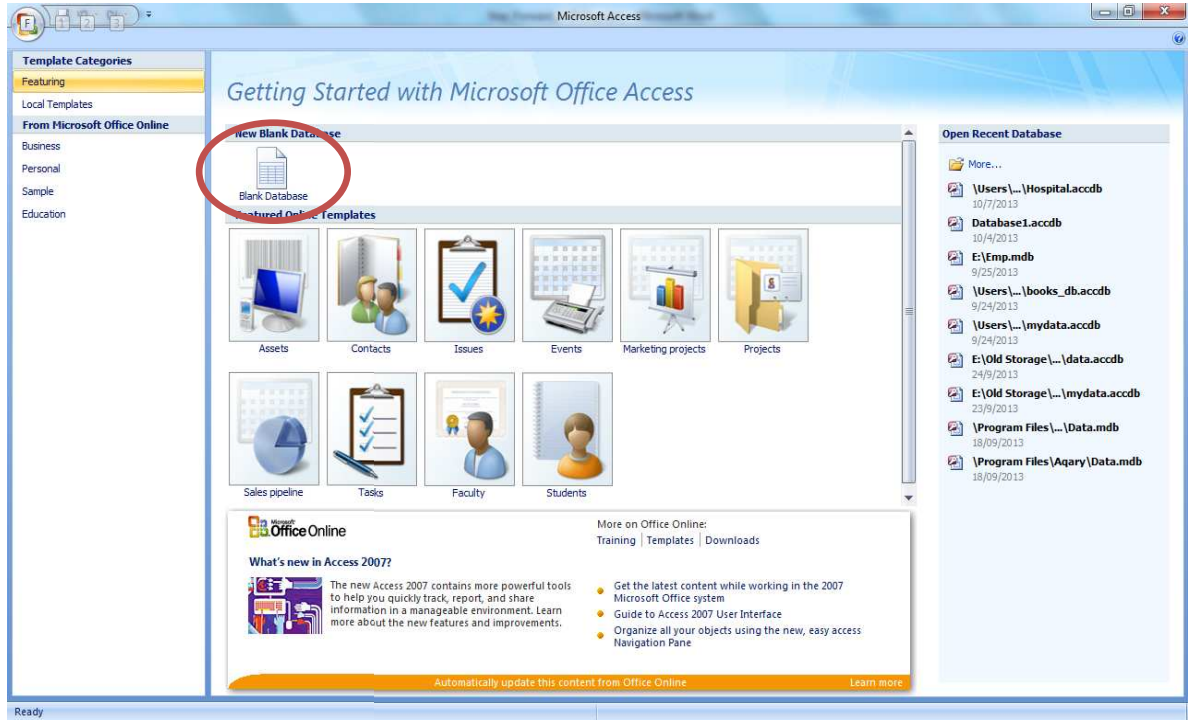 F
1
2
3
Microsoft Access
Template Categories
Featuring
Local Templates
From Microsoft Office Online
Business
Personal
Sample
Education
Getting Started with Microsoft Office Access
New Blank Database
Blank Database
Featured Online Templates
Assets
Contacts
Issues
Events
Marketing projects
Projects
Sales pipeline
Tasks
Faculty
Students
Microsoft
Office Online
What's new in Access 2007?
The new Access 2007 contains more powerful tools
to help you quickly track, report, and share
information in a manageable environment. Learn
more about the new features and improvements.
More on Office Online:
Training | Templates | Downloads
Get the latest content while working in the 2007
Microsoft Office system
Guide to Access 2007 User Interface
Organize all your objects using the new, easy access
Navigation Pane
Automatically update this content from Office Online
Learn more
Open Recent Database
More...
\Users\...\Hospital.accdb
10/7/2013
Database1.accdb
10/4/2013
E:\Emp.mdb
9/25/2013
\Users\...\books_db.accdb
9/24/2013
\Users\...\mydata.accdb
9/24/2013
E:\Old Storage\...\data.accdb
24/9/2013
E:\Old Storage\...\mydata.accdb
23/9/2013
\Program Files\...\Data.mdb
18/09/2013
\Program Files\Aqary\Data.mdb
18/09/2013
Ready